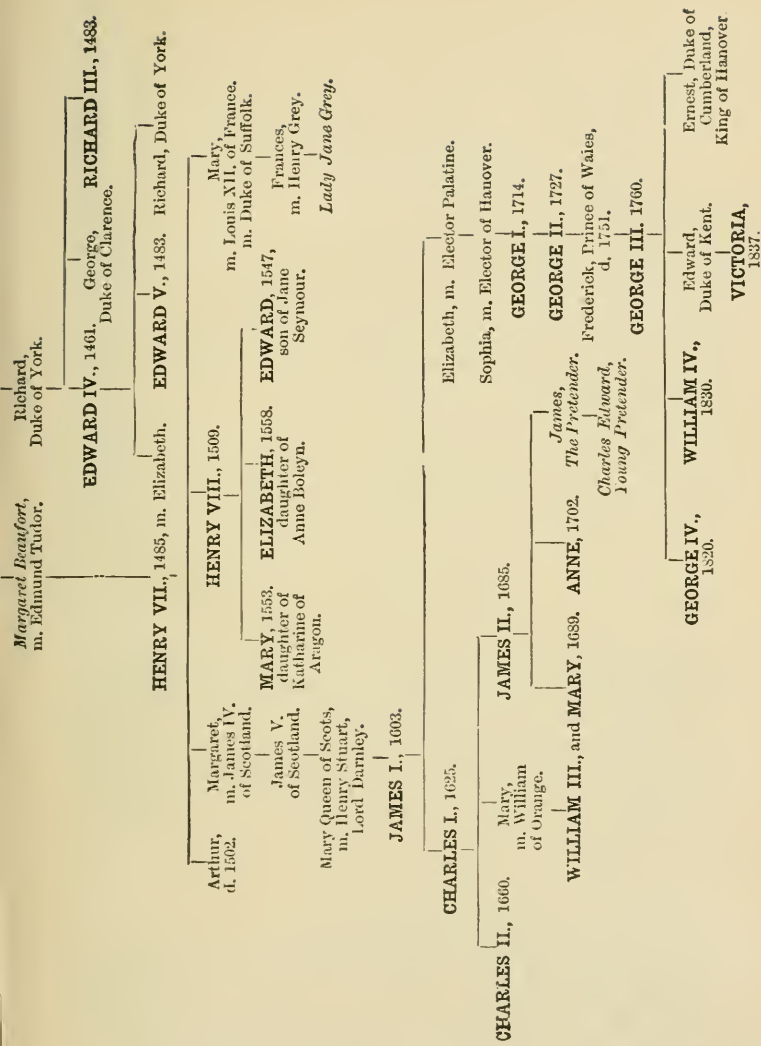 Margaret Beaufort,
m. Edmund Tudor.
Richard,
Duke of York.
EDWARD IV., 1461.
George,
Duke of Clarence.
RICHARD III., 1483.
HENRY VII., 1485, m. Elizabeth.
EDWARD V., 1483.
Richard, Duke of York.
Arthur,
d. 1502.
Margaret,
m. James IV.
of Scotland.
HENRY VIII., 1509.
Mary,
m. Louis XII. of France.
m. Duke of Suffolk.
James V.
of Scotland.
MARY, 1553.
daughter of
Katharine of
Aragon.
ELIZABETH, 1558.
daughter of
Anne Boleyn.
EDWARD, 1547,
son of Jane
Seymour.
Frances,
m. Henry Grey.
Mary Queen of Scots,
m. Henry Stuart,
Lord Darnley.
Lady Jane Grey.
JAMES I., 1603.
CHARLES I., 1625.
Elizabeth, m. Elector Palatine.
CHARLES II., 1660.
Mary,
m. William
of Orange.
JAMES II., 1685.
Sophia, m. Elector of Hanover.
WILLIAM III., and MARY, 1689.
ANNE, 1702.
James,
The Pretender.
GEORGE I., 1714.
Charles Edward,
Young Pretender.
GEORGE II., 1727.
Frederick, Prince of Wales,
d. 1751.
GEORGE III. 1760.
GEORGE IV.,
1820.
WILLIAM IV.,
1830.
Edward,
Duke of Kent.
Ernest, Duke of
Cumberland,
King of Hanover
VICTORIA,
1837.